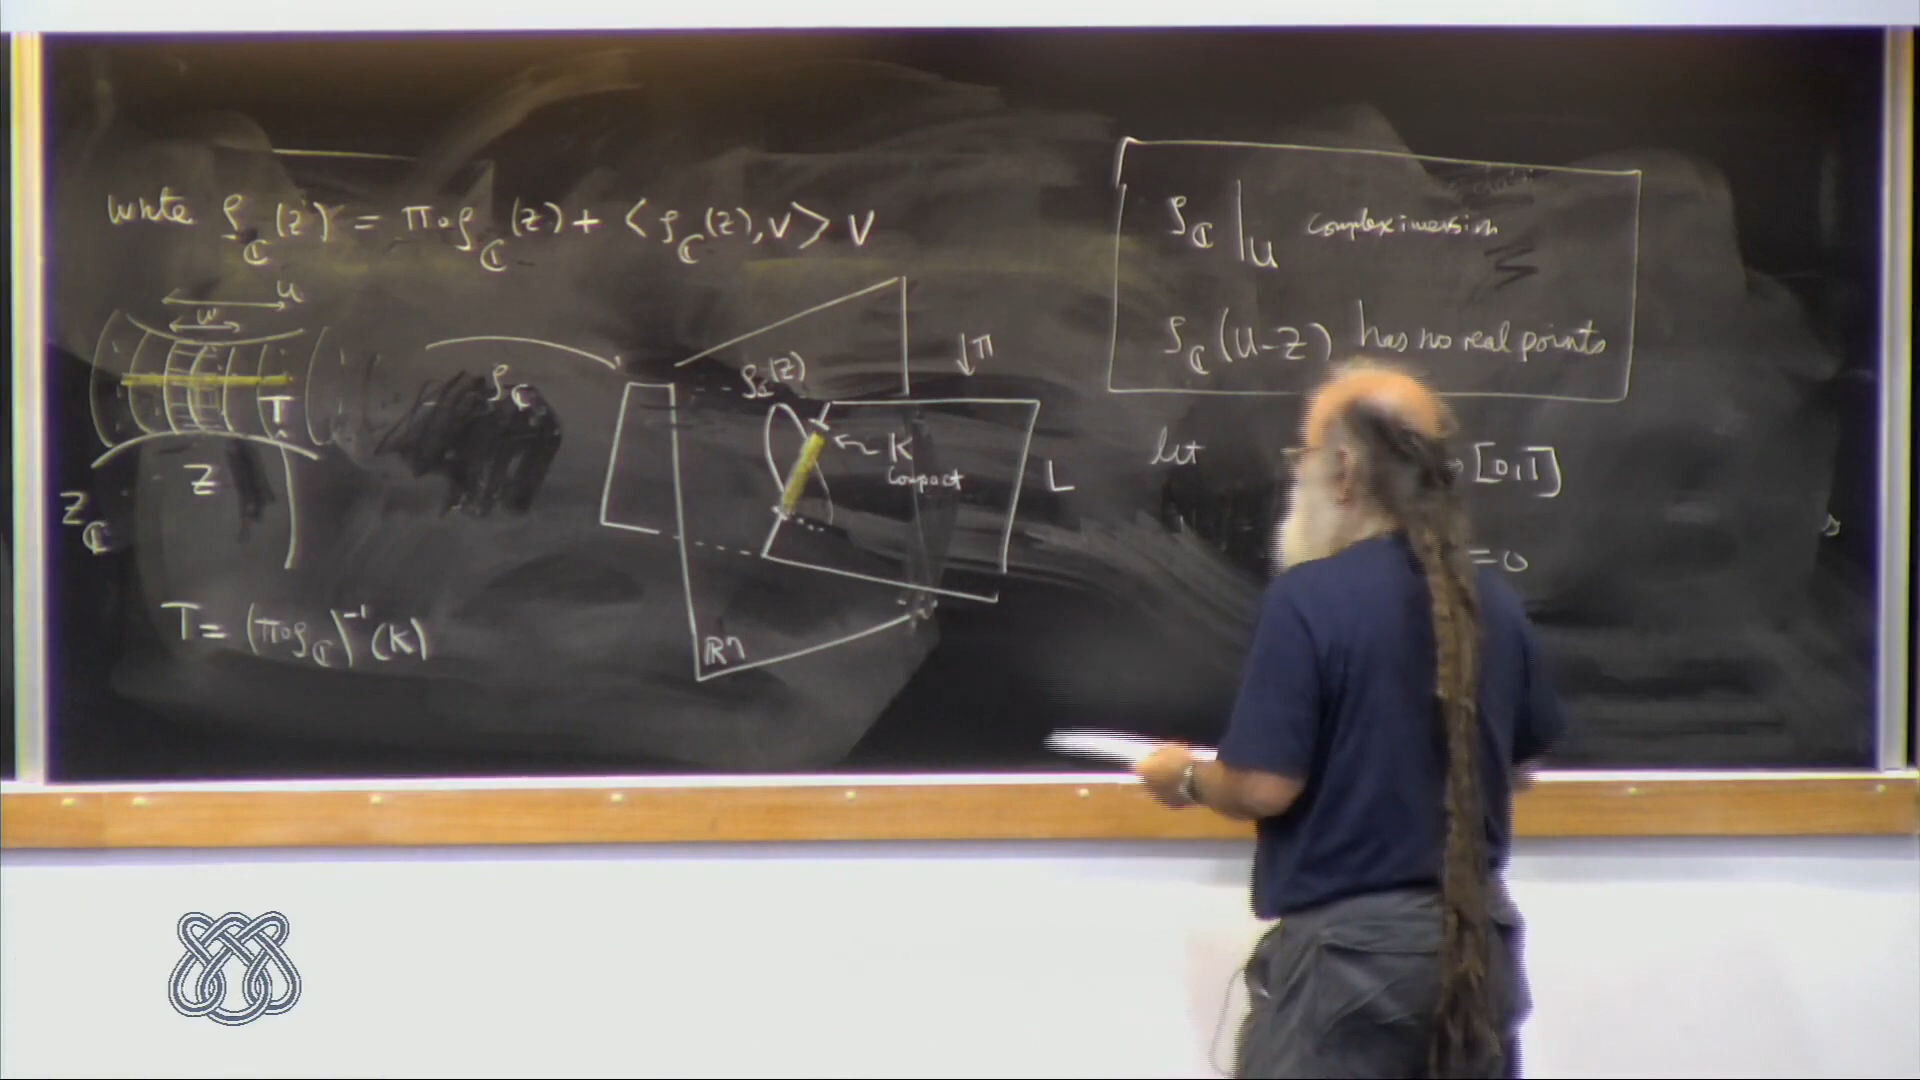 write ρ_ℂ(z) = π∘ρ_ℂ(z) + <ρ_ℂ(z), v> v
u
w
T
Z
Z_ℂ
T = (π∘ρ_ℂ)^{-1}(K)
ρ_ℂ
ρ_ℂ(Z)
↓π
K
Compact
L
ℝⁿ
ρ_ℂ|_U complex immersion
ρ_ℂ(U-Z) has no real points
let
[0,1]
=0